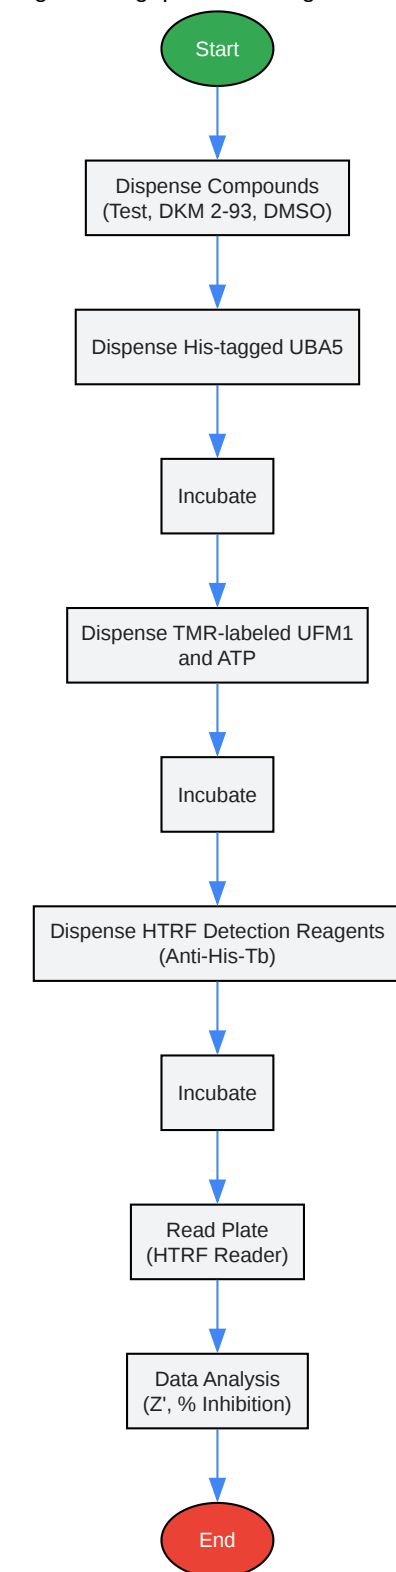 Start
Dispense Compounds
(Test, DKM 2-93, DMSO)
Dispense His-tagged UBA5
Incubate
Dispense TMR-labeled UFM1
and ATP
Incubate
Dispense HTRF Detection Reagents
(Anti-His-Tb)
Incubate
Read Plate
(HTRF Reader)
Data Analysis
(Z', % Inhibition)
End